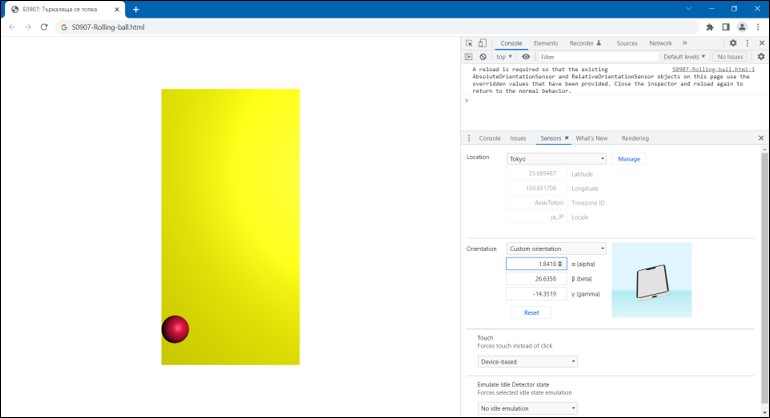 E0907: Търкаляща се топка
S0907-Rolling-ball.html
Console Elements Recorder Sources Network
top Filter Default levels No Issues
A reload is required so that the existing S0907-Rolling-ball.html:1
AbsoluteOrientationSensor and RelativeOrientationSensor objects on this page use the
overridden values that have been provided. Close the inspector and reload again to
return to the normal behavior.
Console Issues Sensors What's New Rendering
Location Tokyo Manage
35.689487 Latitude
139.691706 Longitude
Asia/Tokyo Timezone ID
ja_JP Locale
Orientation Custom orientation
1.8418 α (alpha)
26.6358 β (beta)
-14.3519 γ (gamma)
Reset
Touch
Forces touch instead of click
Device-based
Emulate Idle Detector state
Forces selected idle state emulation
No idle emulation